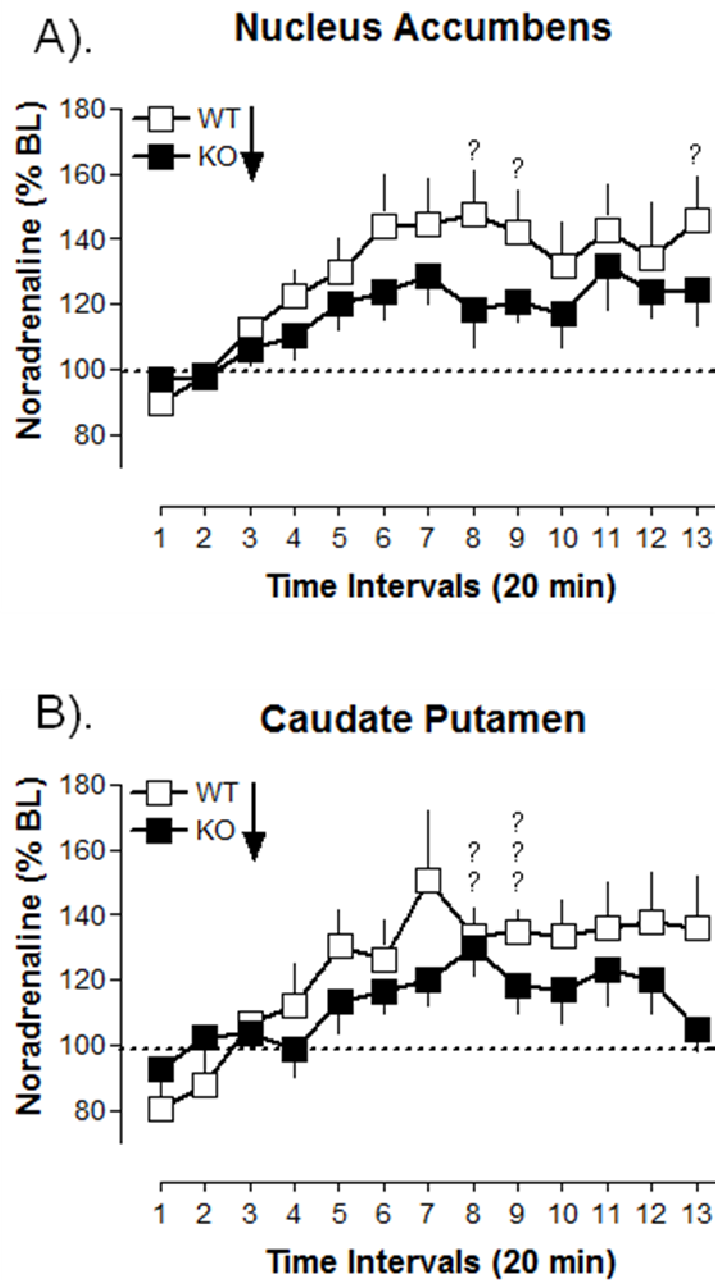 A).
Nucleus Accumbens
Noradrenaline (% BL)
180
160
140
120
100
80
WT
KO
? ? ?
1 2 3 4 5 6 7 8 9 10 11 12 13
Time Intervals (20 min)
B).
Caudate Putamen
Noradrenaline (% BL)
180
160
140
120
100
80
WT
KO
?
? ?
? ?
1 2 3 4 5 6 7 8 9 10 11 12 13
Time Intervals (20 min)